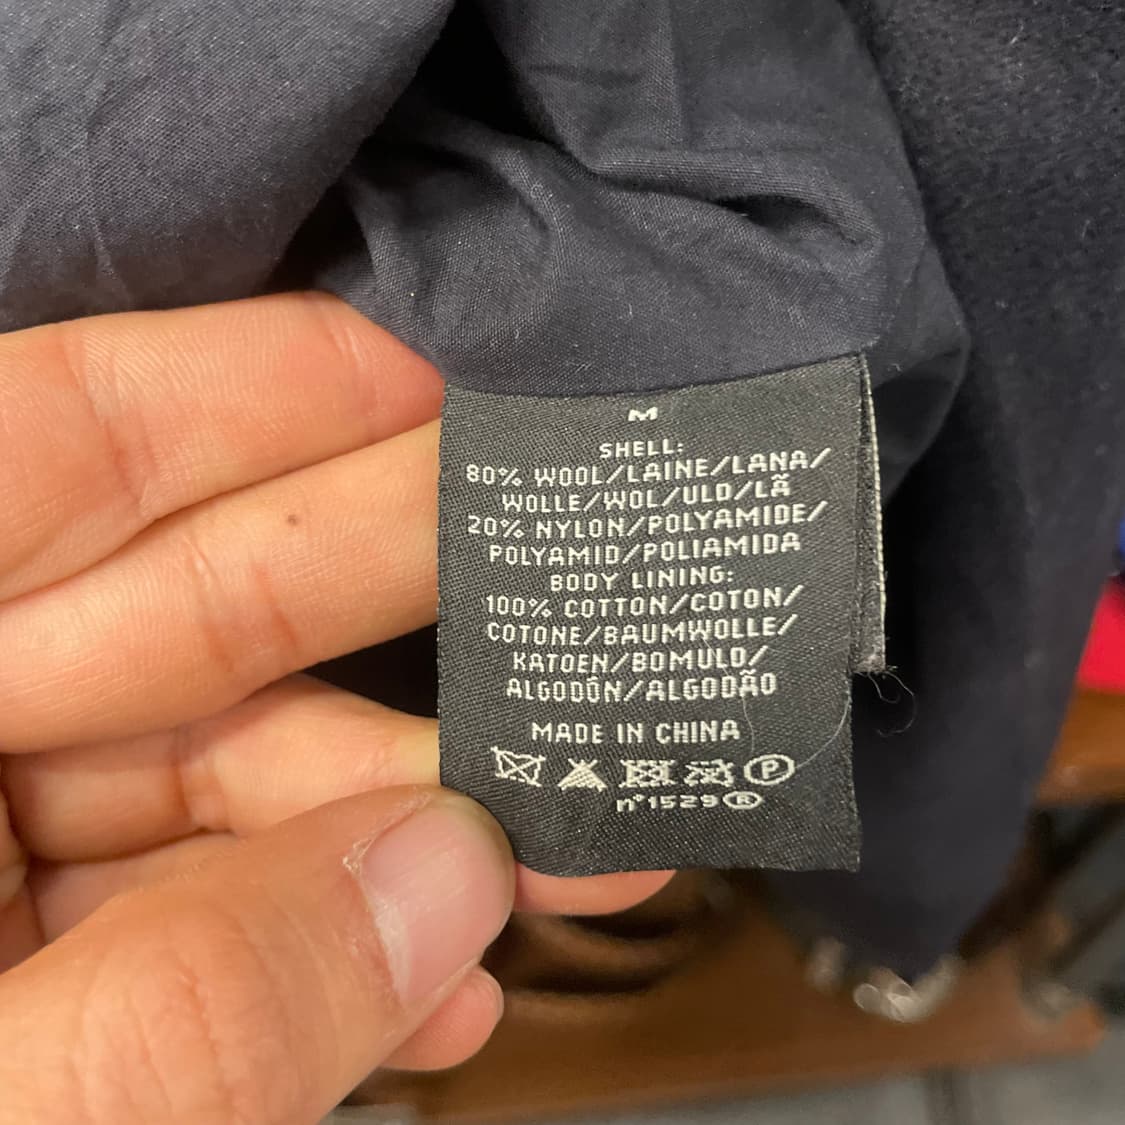 M
SHELL:
80% WOOL/LAINE/LANA/
WOLLE/WOL/ULD/LÃ
20% NYLON/POLYAMIDE/
POLYAMID/POLIAMIDA
BODY LINING:
100% COTTON/COTON/
COTONE/BAUMWOLLE/
KATOEN/BOMULD/
ALGODÓN/ALGODÃO
MADE IN CHINA
P
n°1529®